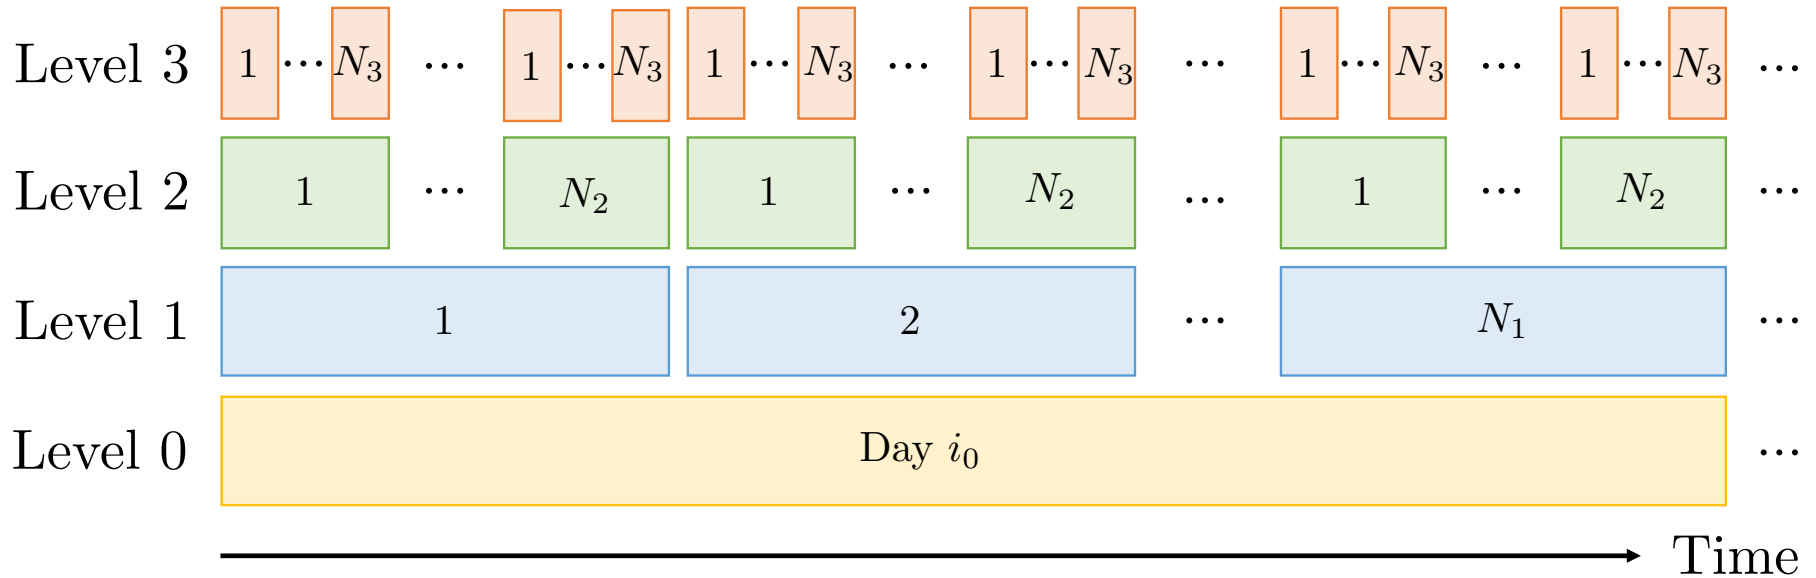 Level 3 1 ⋯ N₃ ⋯ 1 ⋯ N₃ 1 ⋯ N₃ ⋯ 1 ⋯ N₃ ⋯ 1 ⋯ N₃ ⋯ 1 ⋯ N₃ ⋯
Level 2 1 ⋯ N₂ 1 ⋯ N₂ ⋯ 1 ⋯ N₂ ⋯
Level 1 1 2 ⋯ N₁ ⋯
Level 0 Day i₀ ⋯
Time